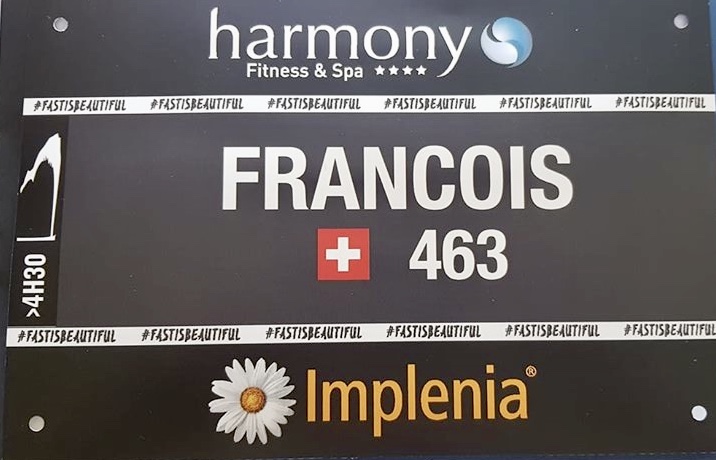 harmony
Fitness & Spa ★★★★
#FASTISBEAUTIFUL #FASTISBEAUTIFUL #FASTISBEAUTIFUL #FASTISBEAUTIFUL #FASTISBEAUTIFUL #FASTISBEAUTIFUL
FRANCOIS
463
>4H30
#FASTISBEAUTIFUL #FASTISBEAUTIFUL #FASTISBEAUTIFUL #FASTISBEAUTIFUL #FASTISBEAUTIFUL #FASTISBEAUTIFUL
Implenia®